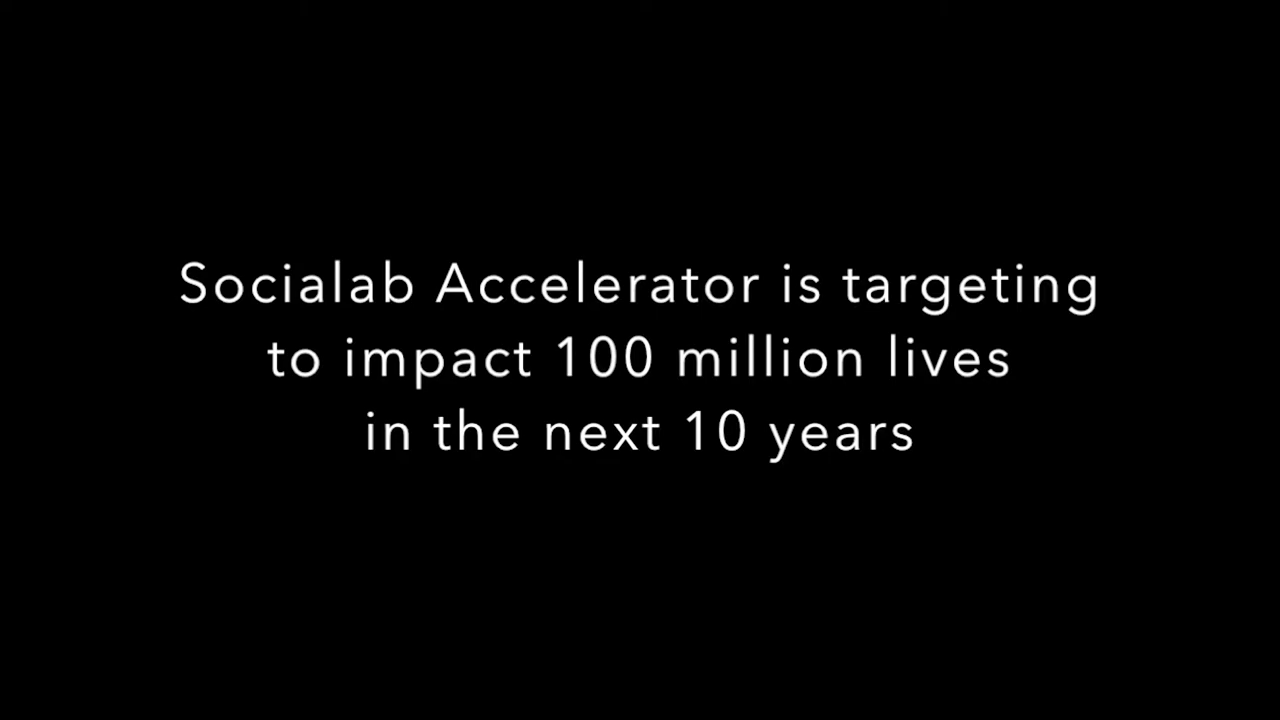 Socialab Accelerator is targeting
to impact 100 million lives
in the next 10 years